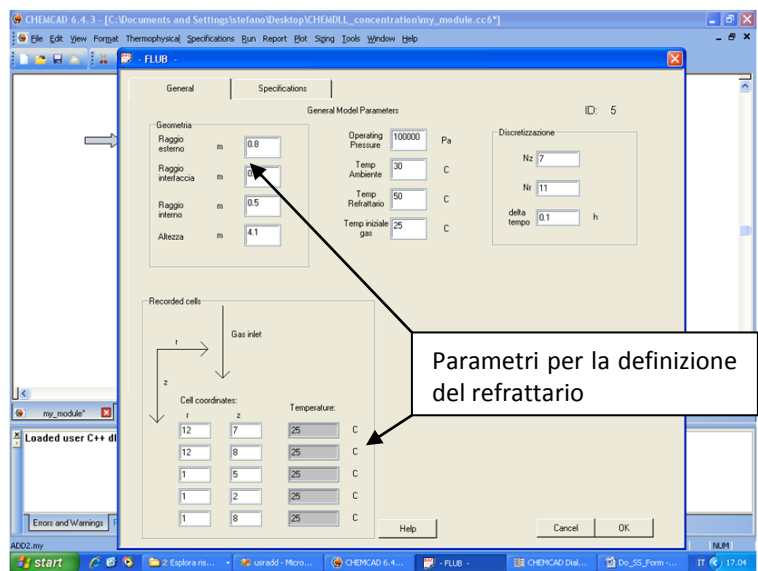 CHEMCAD 6.4.3 - [C:\Documents and Settings\stefano\Desktop\CHEMDLL_concentration\my_module.cc6*]
File Edit View Format Thermophysical Specifications Run Report Plot Sizing Tools Window Help
- FLUB -
General Specifications
General Model Parameters ID: 5
Geometria
Raggio esterno m 0.8
Raggio interfaccia m
Raggio interno m 0.5
Altezza m 4.1
Operating Pressure 100000 Pa
Temp Ambiente 30 C
Temp Refrattario 50 C
Temp iniziale gas 25 C
Discretizzazione
Nz 7
Nr 11
delta tempo 0.1 h
Recorded cells
Gas inlet
r
z
Cell coordinates:
r z Temperature:
12 7 25 C
12 8 25 C
1 5 25 C
1 2 25 C
1 8 25 C
Parametri per la definizione
del refrattario
Help Cancel OK
my_module*
Loaded user C++ dl
Errors and Warnings
ADD2.my NUM
start 2 Esplora ris... usradd - Micro... CHEMCAD 6.4... - FLUB - CHEMCAD Dial... Do_SS_Form -... IT 17.04